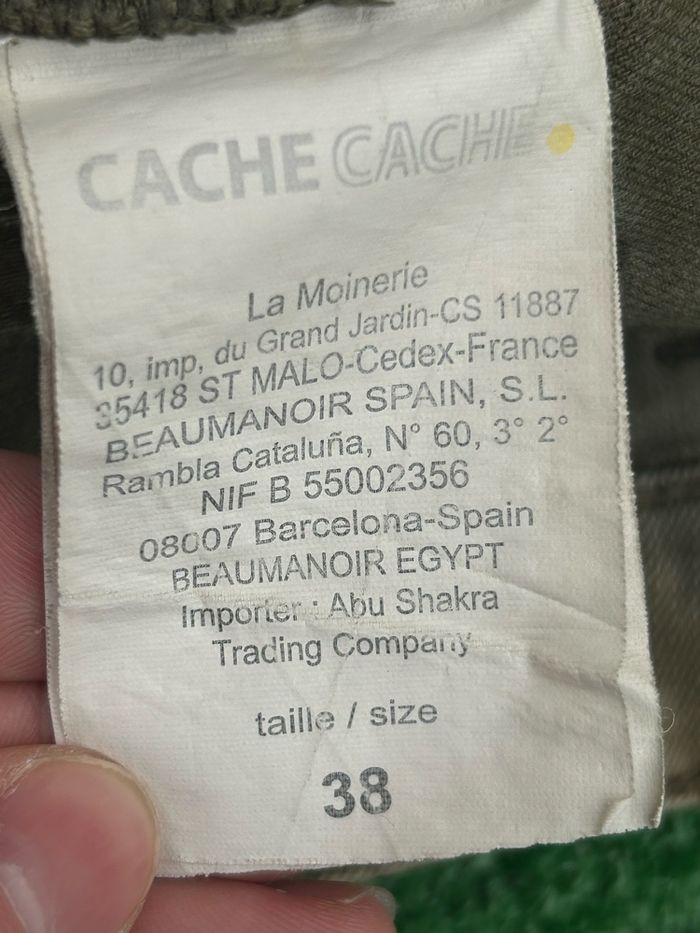 CACHE CACHE
La Moinerie
10, imp. du Grand Jardin-CS 11887
35418 ST MALO-Cedex-France
BEAUMANOIR SPAIN, S.L.
Rambla Cataluña, N° 60, 3° 2°
NIF B 55002356
08007 Barcelona-Spain
BEAUMANOIR EGYPT
Importer : Abu Shakra
Trading Company
taille / size
38